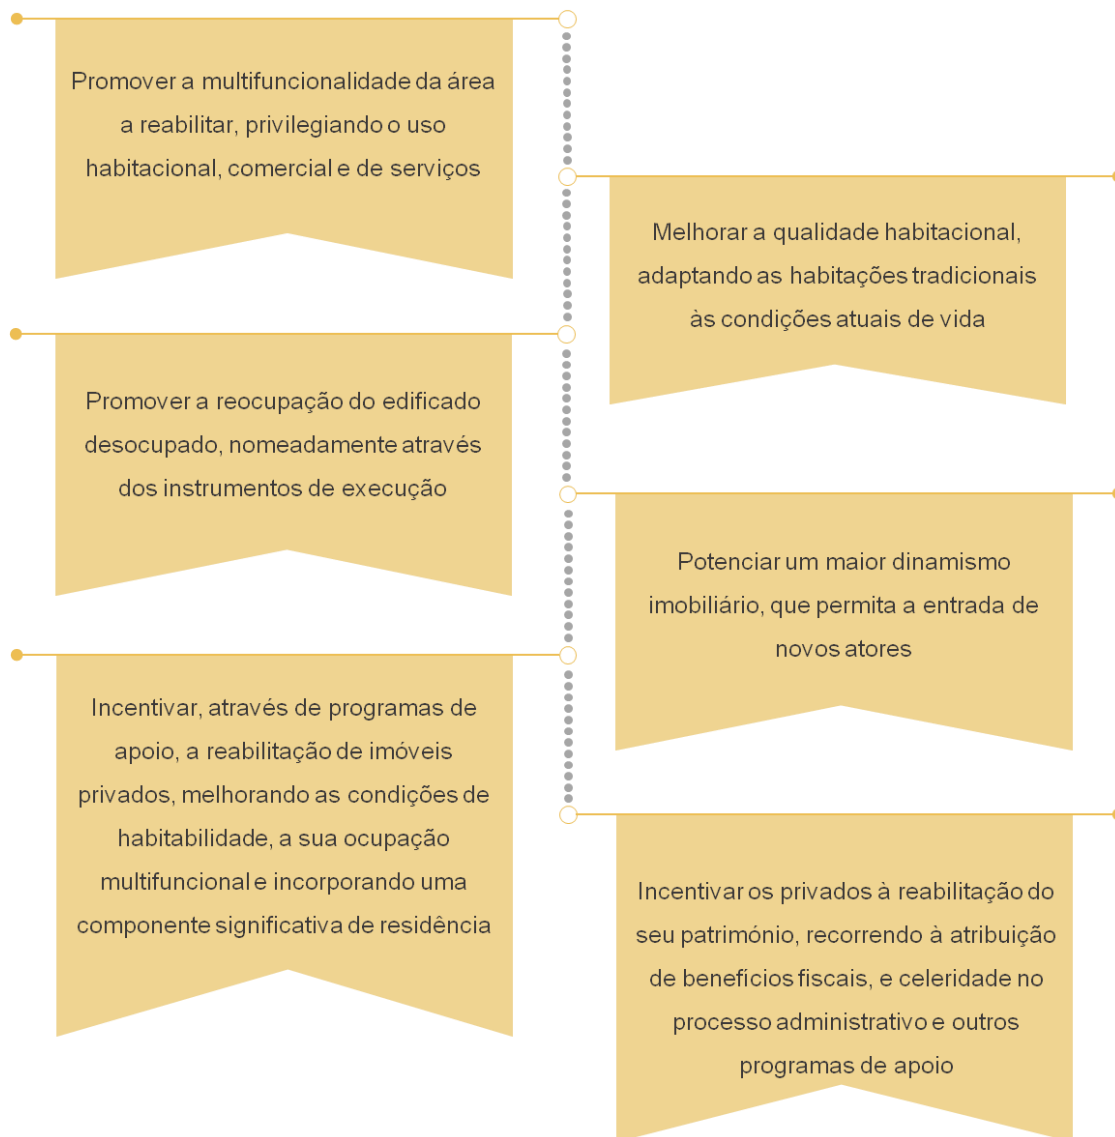 Promover a multifuncionalidade da área
a reabilitar, privilegiando o uso
habitacional, comercial e de serviços
Melhorar a qualidade habitacional,
adaptando as habitações tradicionais
às condições atuais de vida
Promover a reocupação do edificado
desocupado, nomeadamente através
dos instrumentos de execução
Potenciar um maior dinamismo
imobiliário, que permita a entrada de
novos atores
Incentivar, através de programas de
apoio, a reabilitação de imóveis
privados, melhorando as condições de
habitabilidade, a sua ocupação
multifuncional e incorporando uma
componente significativa de residência
Incentivar os privados à reabilitação do
seu património, recorrendo à atribuição
de benefícios fiscais, e celeridade no
processo administrativo e outros
programas de apoio